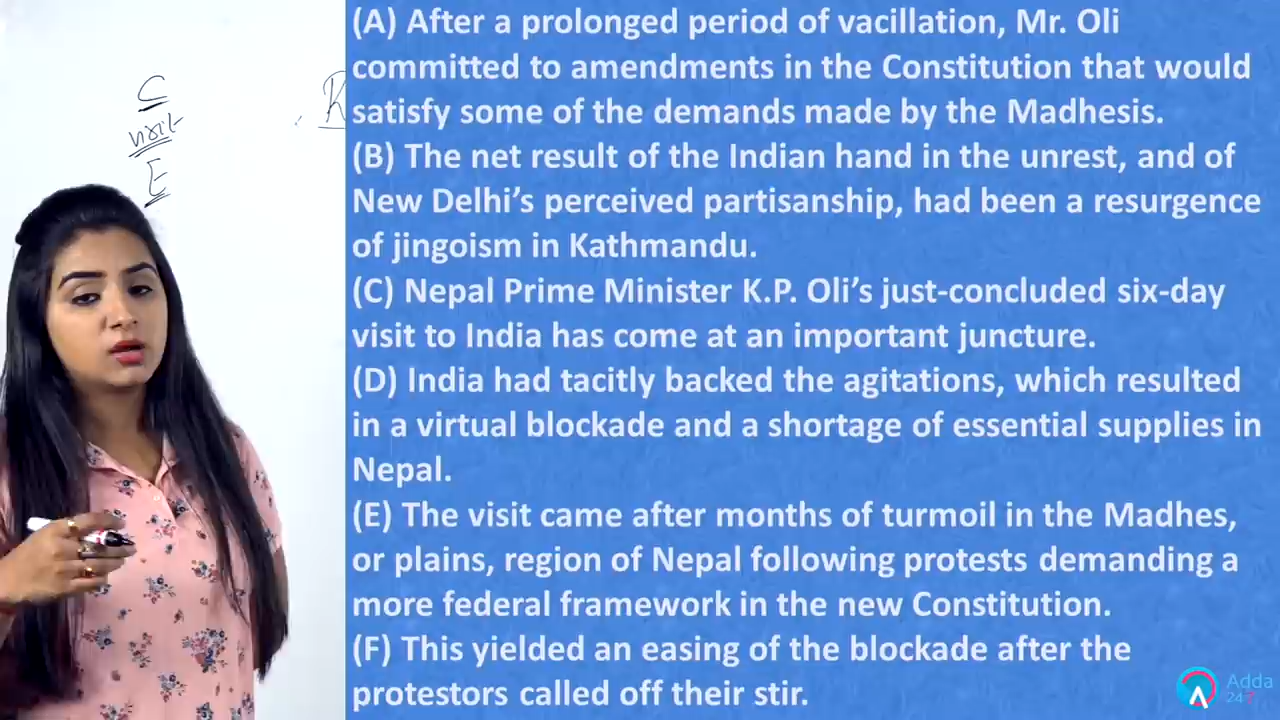 C
visit
E
R
(A) After a prolonged period of vacillation, Mr. Oli
committed to amendments in the Constitution that would
satisfy some of the demands made by the Madhesis.
(B) The net result of the Indian hand in the unrest, and of
New Delhi’s perceived partisanship, had been a resurgence
of jingoism in Kathmandu.
(C) Nepal Prime Minister K.P. Oli’s just-concluded six-day
visit to India has come at an important juncture.
(D) India had tacitly backed the agitations, which resulted
in a virtual blockade and a shortage of essential supplies in
Nepal.
(E) The visit came after months of turmoil in the Madhes,
or plains, region of Nepal following protests demanding a
more federal framework in the new Constitution.
(F) This yielded an easing of the blockade after the
protestors called off their stir.
Adda
247